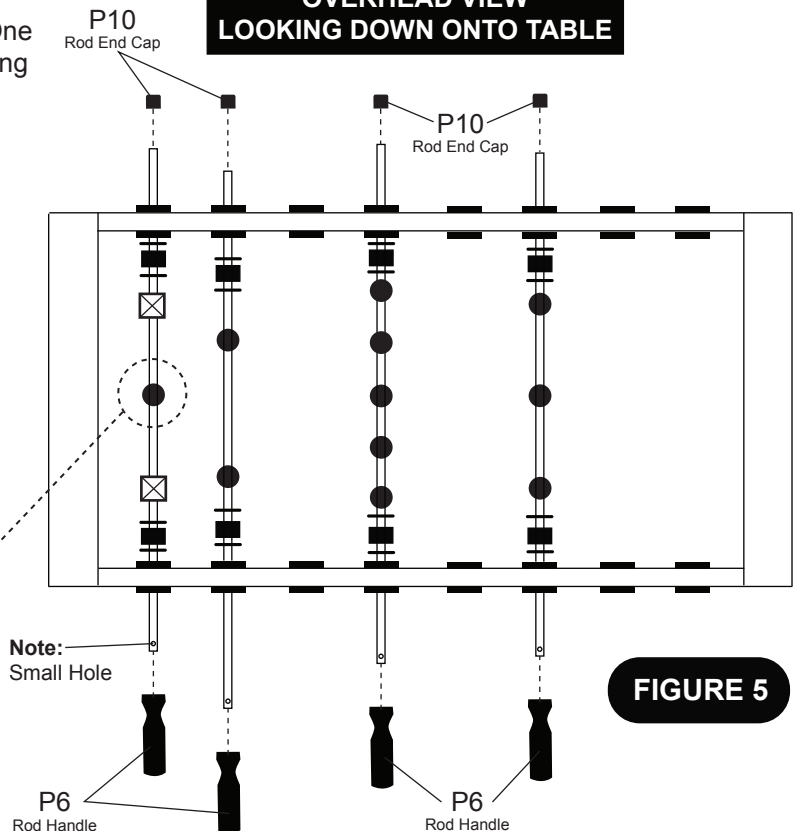 OVERHEAD VIEW
LOOKING DOWN ONTO TABLE
P10
Rod End Cap
P10
Rod End Cap
Note:
Small Hole
FIGURE 5
P6
Rod Handle
P6
Rod Handle